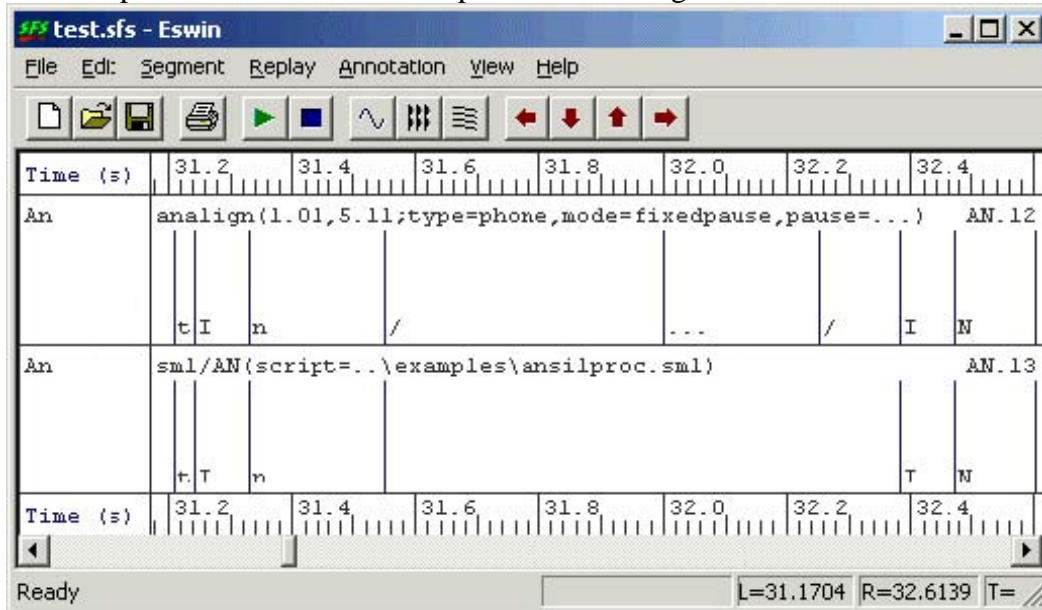 SFS test.sfs - Eswin
File Edit Segment Replay Annotation View Help
Time (s) 31.2 31.4 31.6 31.8 32.0 32.2 32.4
An analign(1.01,5.11;type=phone,mode=fixedpause,pause=...) AN.12
t I n / ... / I N
An sml/AN(script=..\examples\ansilproc.sml) AN.13
t I n I N
Time (s) 31.2 31.4 31.6 31.8 32.0 32.2 32.4
Ready L=31.1704 R=32.6139 T=